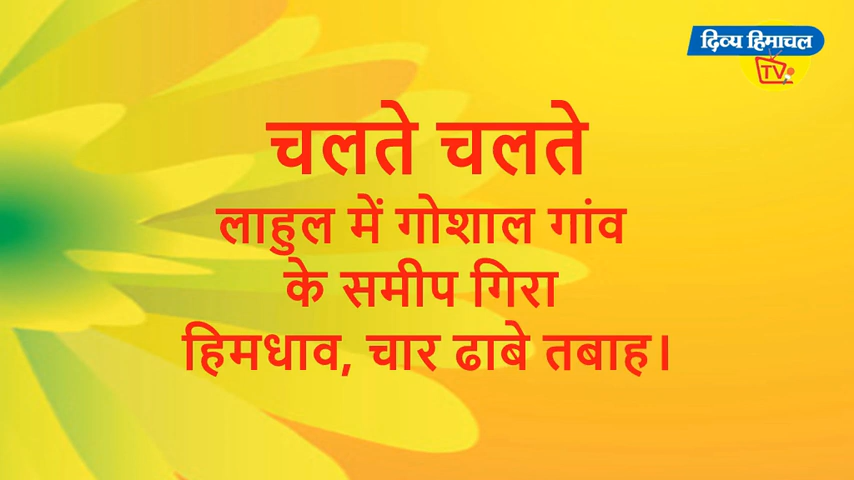 दिव्य हिमाचल
TV
चलते चलते
लाहुल में गोशाल गांव
के समीप गिरा
हिमधाव, चार ढाबे तबाह।